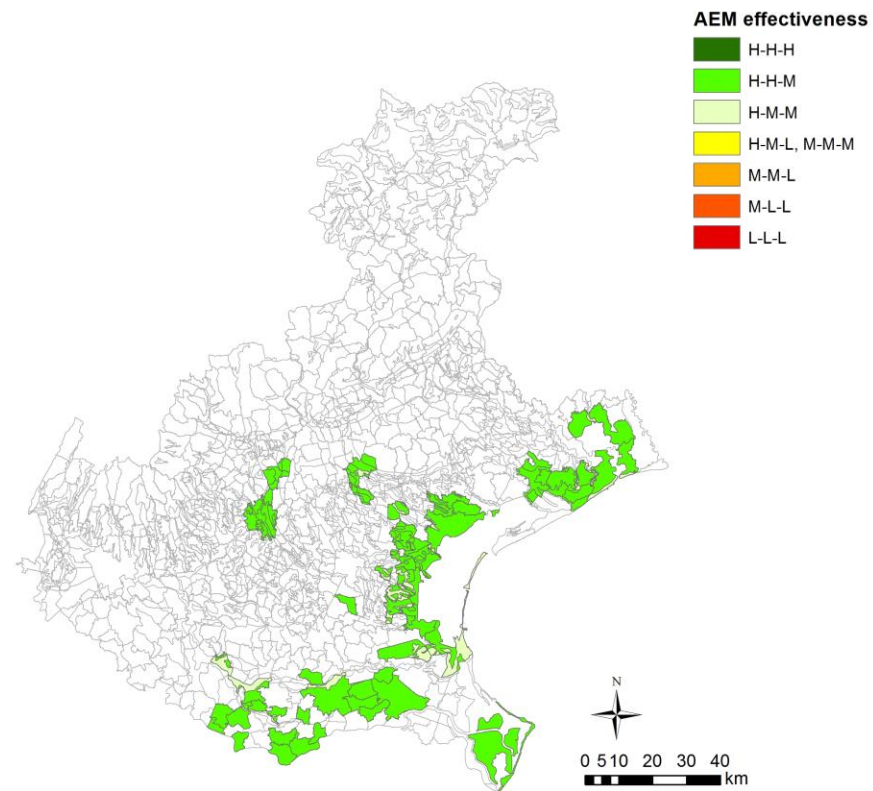 AEM effectiveness
H-H-H
H-H-M
H-M-M
H-M-L, M-M-M
M-M-L
M-L-L
L-L-L
N
0 5 10 20 30 40
km